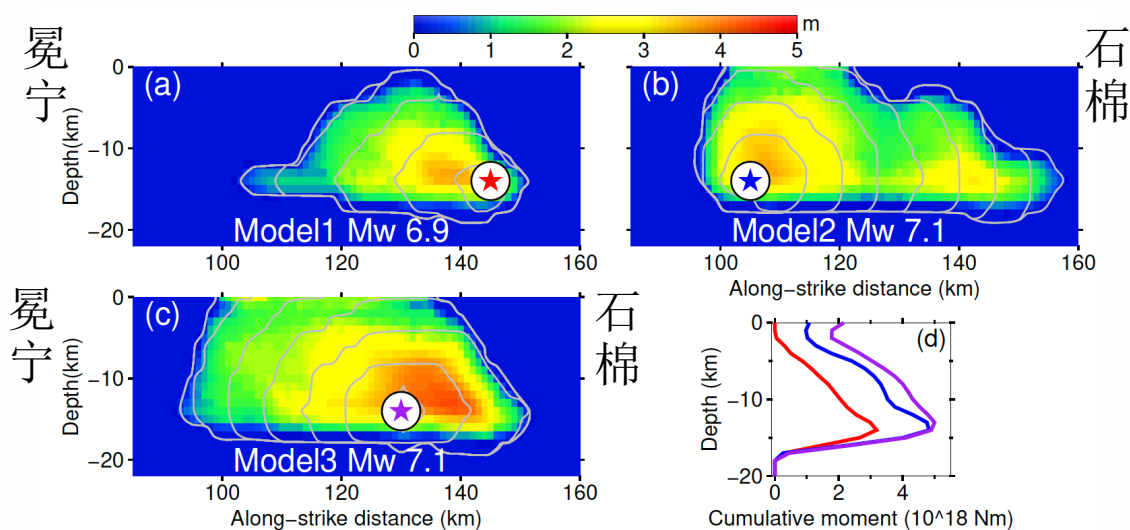 m
0 1 2 3 4 5
冕宁
石棉
(a)
0
−10
−20
Depth(km)
Model1 Mw 6.9
100 120 140 160
(b)
Model2 Mw 7.1
100 120 140 160
Along−strike distance (km)
冕宁
石棉
(c)
0
−10
−20
Depth(km)
Model3 Mw 7.1
100 120 140 160
Along−strike distance (km)
(d)
0
−10
−20
Depth (km)
0 2 4
Cumulative moment (10^18 Nm)